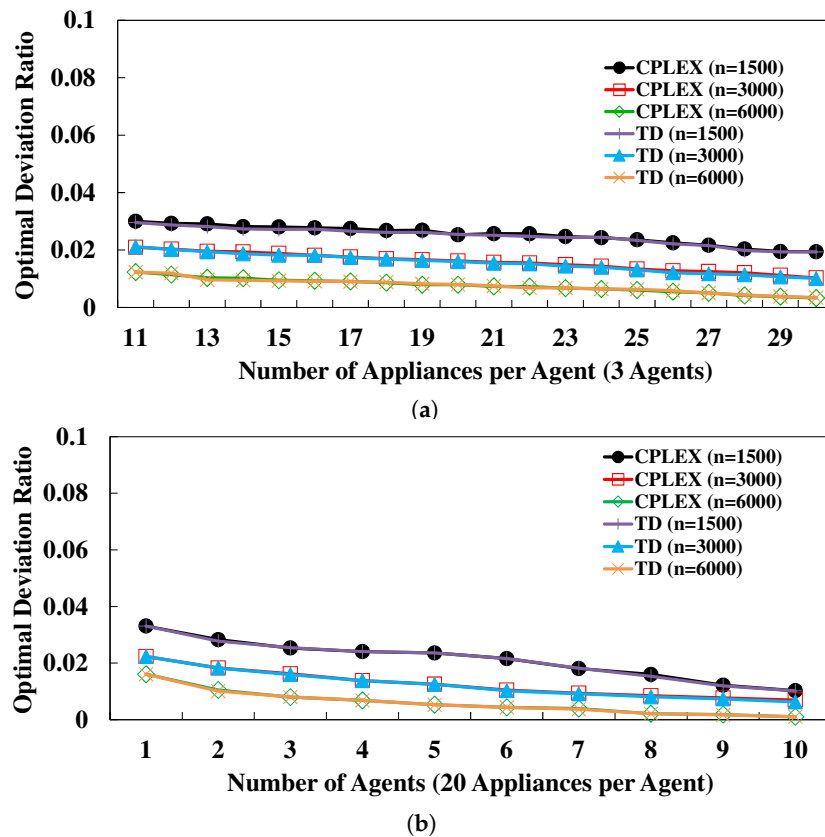 (a)
0.1
0.08
0.06
0.04
0.02
0
Optimal Deviation Ratio
CPLEX (n=1500)
CPLEX (n=3000)
CPLEX (n=6000)
TD (n=1500)
TD (n=3000)
TD (n=6000)
11 13 15 17 19 21 23 25 27 29
Number of Appliances per Agent (3 Agents)
(a)
0.1
0.08
0.06
0.04
0.02
0
Optimal Deviation Ratio
CPLEX (n=1500)
CPLEX (n=3000)
CPLEX (n=6000)
TD (n=1500)
TD (n=3000)
TD (n=6000)
1 2 3 4 5 6 7 8 9 10
Number of Agents (20 Appliances per Agent)
(b)